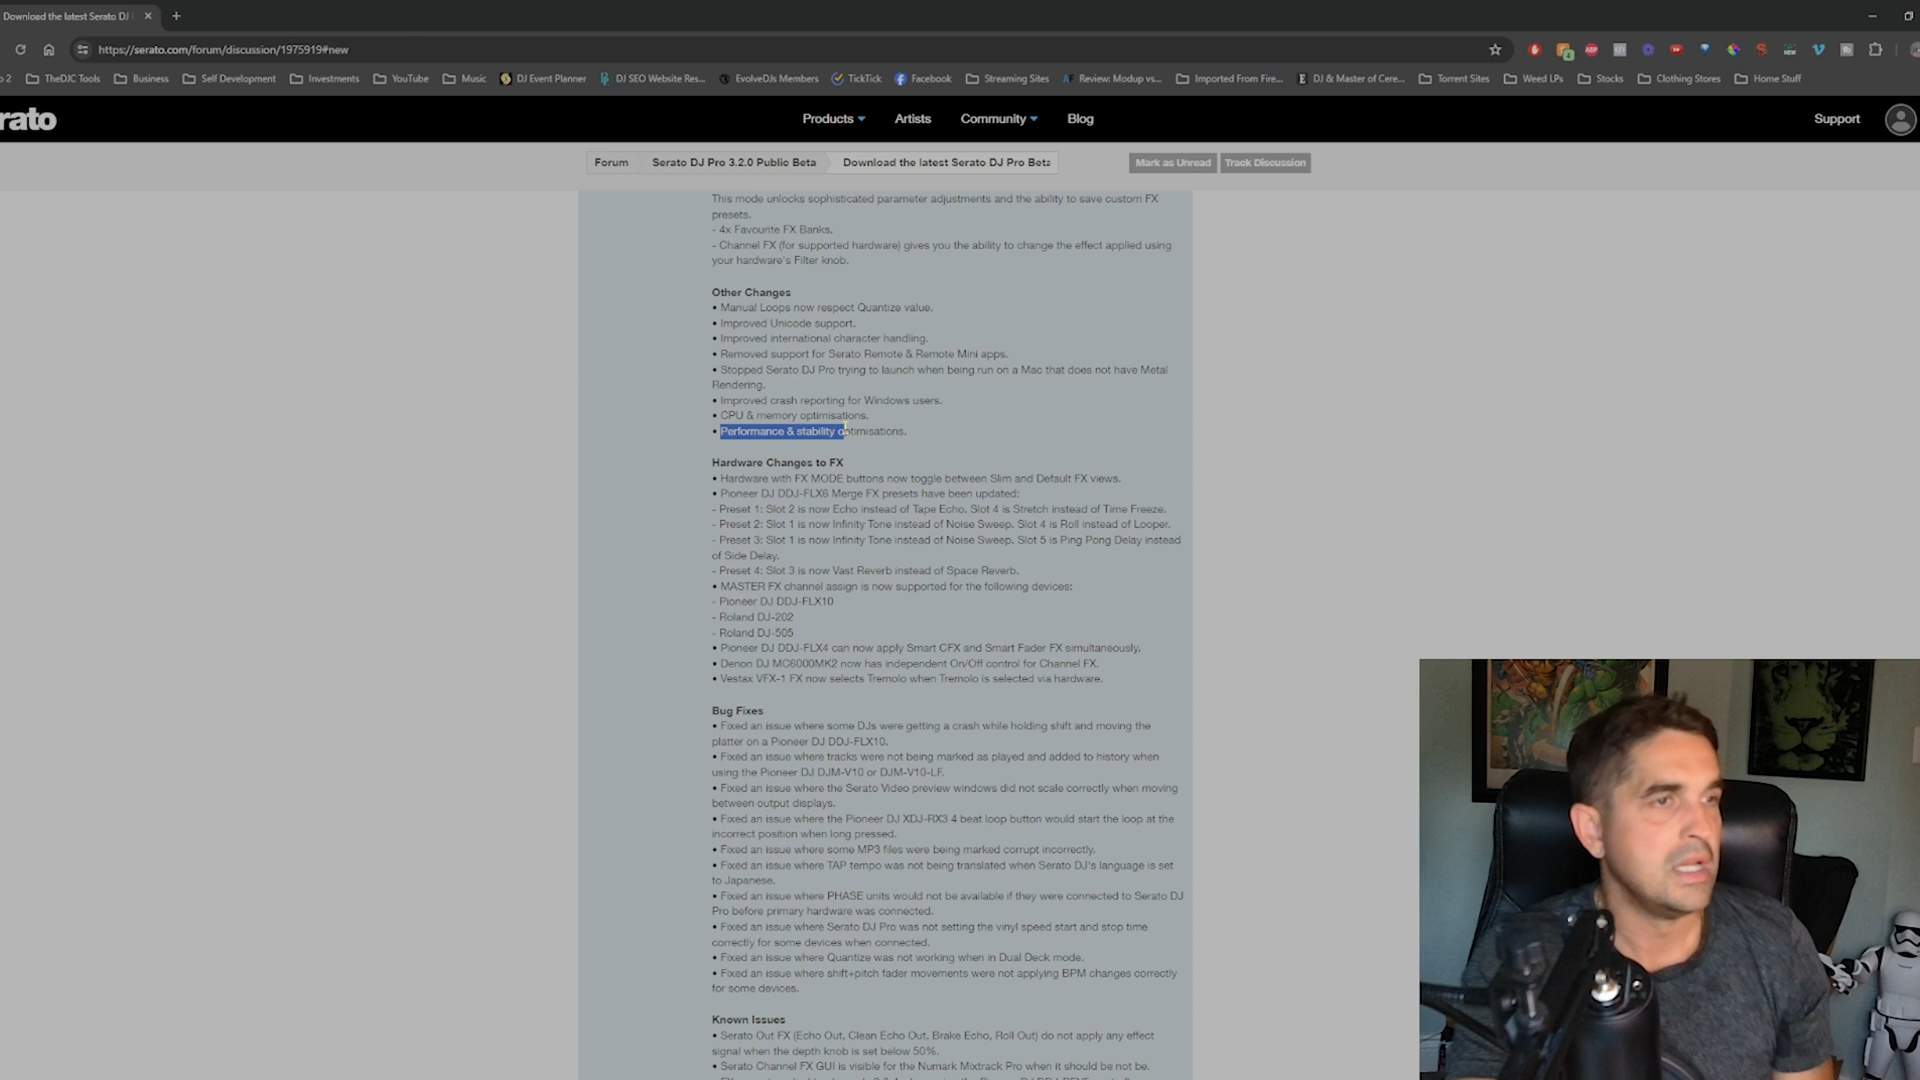 Download the latest Serato DJ
https://serato.com/forum/discussion/1975919#new
TheDJC Tools Business Self Development Investments YouTube Music DJ Event Planner DJ SEO Website Res... EvolveDJs Members TickTick Facebook Streaming Sites Review: Modup vs... Imported From Fire... DJ & Master of Cere... Torrent Sites Weed LPs Stocks Clothing Stores Home Stuff
rato Products Artists Community Blog Support
Forum Serato DJ Pro 3.2.0 Public Beta Download the latest Serato DJ Pro Beta Mark as Unread Track Discussion
This mode unlocks sophisticated parameter adjustments and the ability to save custom FX
presets.
- 4x Favourite FX Banks.
- Channel FX (for supported hardware) gives you the ability to change the effect applied using
your hardware's Filter knob.
Other Changes
• Manual Loops now respect Quantize value.
• Improved Unicode support.
• Improved international character handling.
• Removed support for Serato Remote & Remote Mini apps.
• Stopped Serato DJ Pro trying to launch when being run on a Mac that does not have Metal
Rendering.
• Improved crash reporting for Windows users.
• CPU & memory optimisations.
• Performance & stability optimisations.
Hardware Changes to FX
• Hardware with FX MODE buttons now toggle between Slim and Default FX views.
• Pioneer DJ DDJ-FLX6 Merge FX presets have been updated:
- Preset 1: Slot 2 is now Echo instead of Tape Echo. Slot 4 is Stretch instead of Time Freeze.
- Preset 2: Slot 1 is now Infinity Tone instead of Noise Sweep. Slot 4 is Roll instead of Looper.
- Preset 3: Slot 1 is now Infinity Tone instead of Noise Sweep. Slot 5 is Ping Pong Delay instead
of Side Delay.
- Preset 4: Slot 3 is now Vast Reverb instead of Space Reverb.
• MASTER FX channel assign is now supported for the following devices:
- Pioneer DJ DDJ-FLX10
- Roland DJ-202
- Roland DJ-505
• Pioneer DJ DDJ-FLX4 can now apply Smart CFX and Smart Fader FX simultaneously.
• Denon DJ MC6000MK2 now has independent On/Off control for Channel FX.
• Vestax VFX-1 FX now selects Tremolo when Tremolo is selected via hardware.
Bug Fixes
• Fixed an issue where some DJs were getting a crash while holding shift and moving the
platter on a Pioneer DJ DDJ-FLX10.
• Fixed an issue where tracks were not being marked as played and added to history when
using the Pioneer DJ DJM-V10 or DJM-V10-LF.
• Fixed an issue where the Serato Video preview windows did not scale correctly when moving
between output displays.
• Fixed an issue where the Pioneer DJ XDJ-RX3 4 beat loop button would start the loop at the
incorrect position when long pressed.
• Fixed an issue where some MP3 files were being marked corrupt incorrectly.
• Fixed an issue where TAP tempo was not being translated when Serato DJ's language is set
to Japanese.
• Fixed an issue where PHASE units would not be available if they were connected to Serato DJ
Pro before primary hardware was connected.
• Fixed an issue where Serato DJ Pro was not setting the vinyl speed start and stop time
correctly for some devices when connected.
• Fixed an issue where Quantize was not working when in Dual Deck mode.
• Fixed an issue where shift+pitch fader movements were not applying BPM changes correctly
for some devices.
Known Issues
• Serato Out FX (Echo Out, Clean Echo Out, Brake Echo, Roll Out) do not apply any effect
signal when the depth knob is set below 50%.
• Serato Channel FX GUI is visible for the Numark Mixtrack Pro when it should be not be.